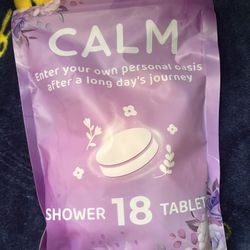 CALM
Enter your own personal oasis
after a long day's journey
SHOWER 18 TABLET